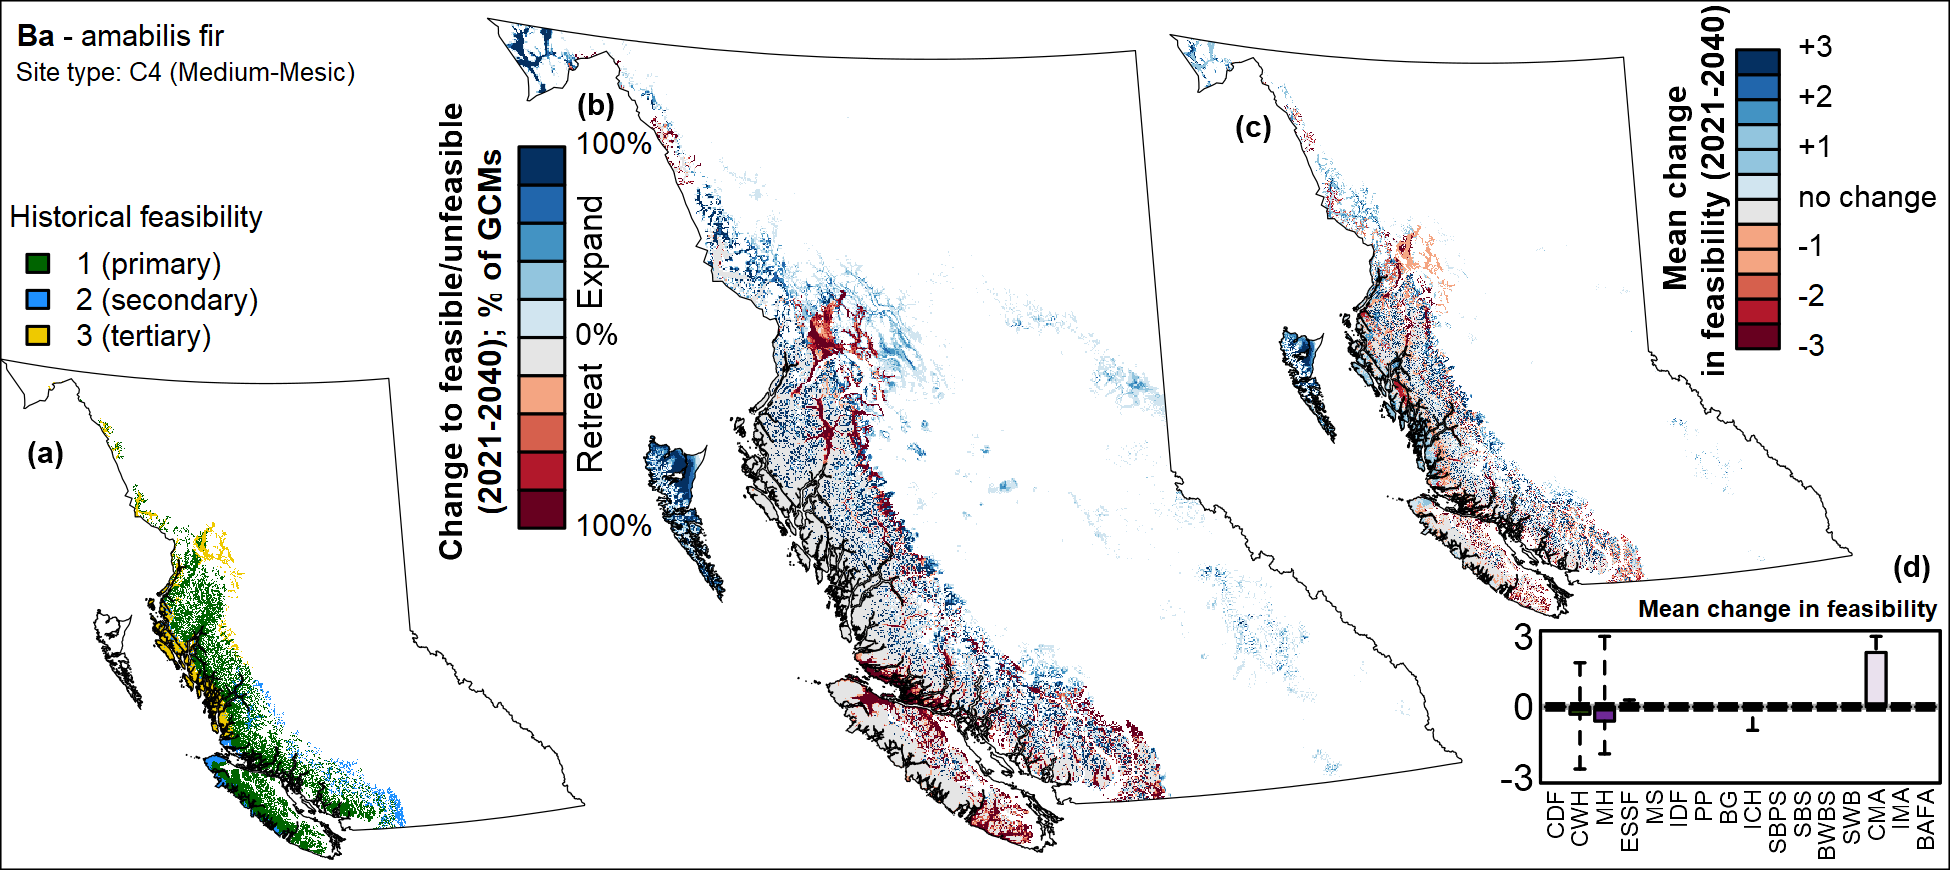 Ba - amabilis fir
Site type: C4 (Medium-Mesic)
Historical feasibility
1 (primary)
2 (secondary)
3 (tertiary)
(a)
(b)
Change to feasible/unfeasible
(2021-2040); % of GCMs
100%
Expand
0%
Retreat
100%
(c)
Mean change
in feasibility (2021-2040)
+3
+2
+1
no change
-1
-2
-3
(d)
Mean change in feasibility
3
0
-3
CDF
CWH
MH
ESSF
MS
IDF
PP
BG
ICH
SBPS
SBS
BWBS
SWB
CMA
IMA
BAFA